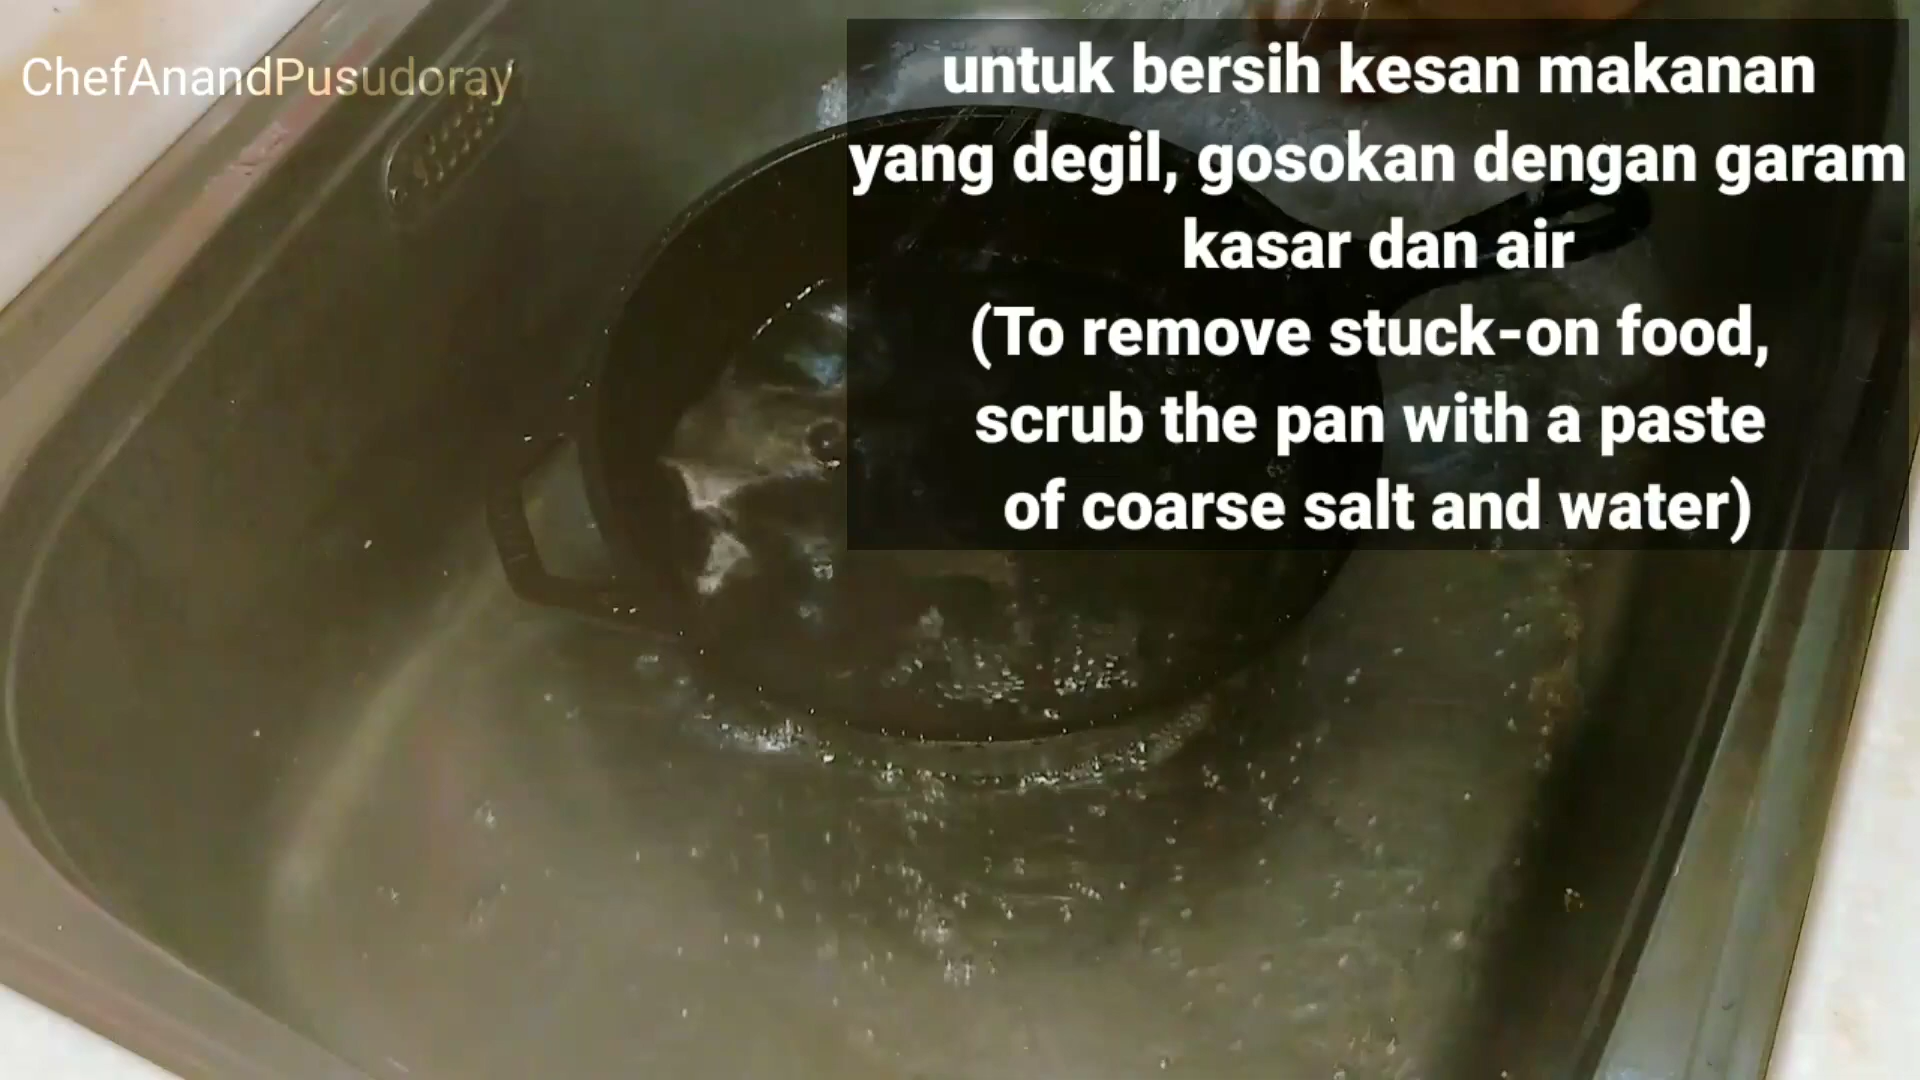 ChefAnandPusudoray
untuk bersih kesan makanan
yang degil, gosokan dengan garam
kasar dan air
(To remove stuck-on food,
scrub the pan with a paste
of coarse salt and water)